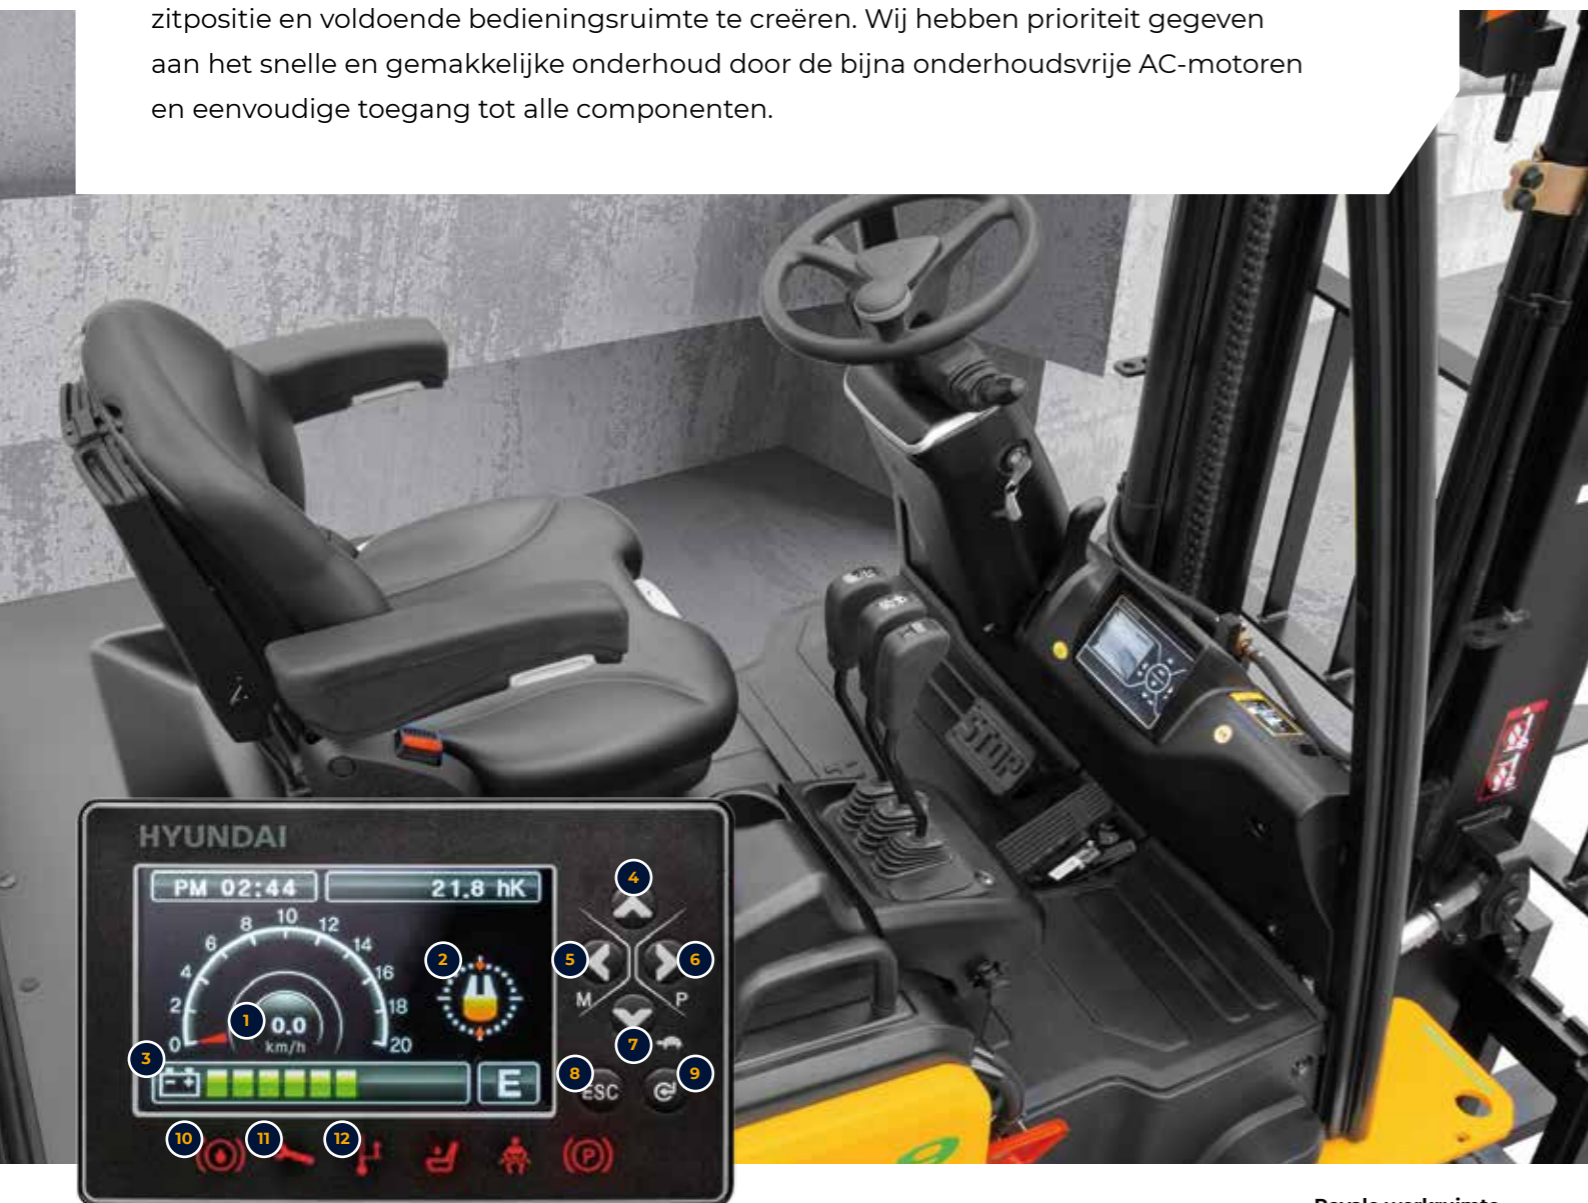 zitpositie en voldoende bedieningsruimte te creëren. Wij hebben prioriteit gegeven
aan het snelle en gemakkelijke onderhoud door de bijna onderhoudsvrije AC-motoren
en eenvoudige toegang tot alle componenten.
STOP
HYUNDAI
PM 02:44
21.8 hK
4
0 2 4 6 8 10 12 14 16 18 20
2
5
6
M
P
1
0.0
km/h
7
3
E
8
ESC
9
10
11
12
P